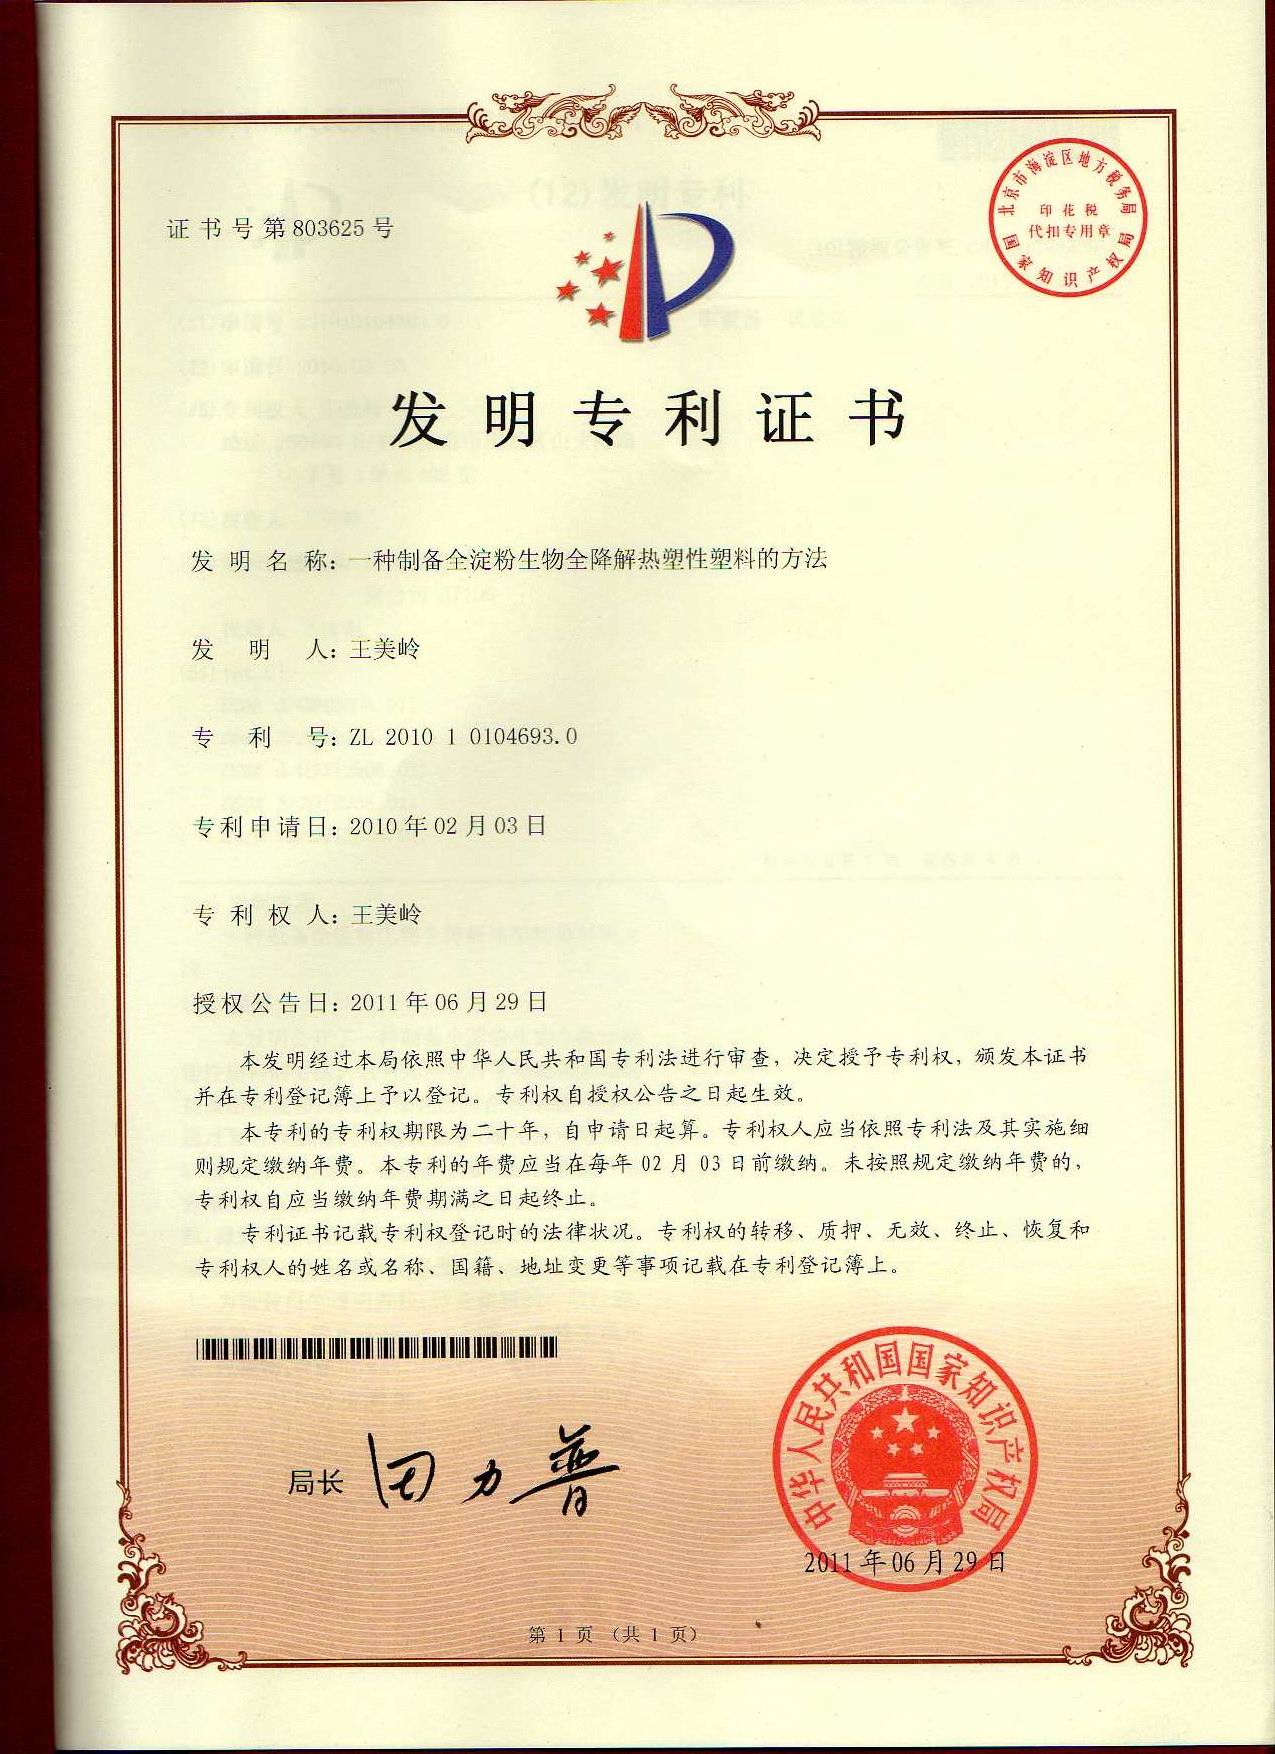 证书号第803625号
北京市海淀区地方税务局
印花税
代扣专用章
国家知识产权局
发明专利证书
发明名称：一种制备全淀粉生物全降解热塑性塑料的方法
发明人：王美岭
专利号：ZL 2010 1 0104693.0
专利申请日：2010年02月03日
专利权人：王美岭
授权公告日：2011年06月29日
本发明经过本局依照中华人民共和国专利法进行审查，决定授予专利权，颁发本证书
并在专利登记簿上予以登记。专利权自授权公告之日起生效。
本专利的专利权期限为二十年，自申请日起算。专利权人应当依照专利法及其实施细
则规定缴纳年费。本专利的年费应当在每年02月03日前缴纳。未按照规定缴纳年费的，
专利权自应当缴纳年费期满之日起终止。
专利证书记载专利权登记时的法律状况。专利权的转移、质押、无效、终止、恢复和
专利权人的姓名或名称、国籍、地址变更等事项记载在专利登记簿上。
局长 田力普
中华人民共和国国家知识产权局
2011年06月29日
第1页（共1页）